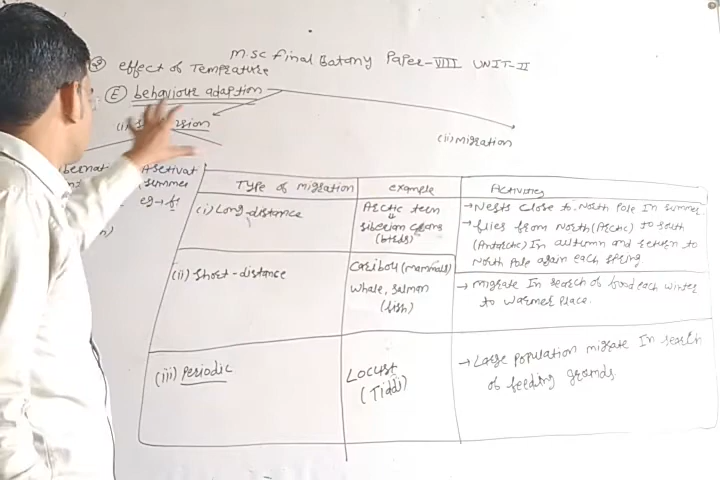 M.Sc Final Botany Paper-VIII UNIT-II
effect of Temperature
(E) behaviour adaption
(ii) Migration
Type of migration
example
Activities
(i) Long-distance
Arctic tern
Siberian crans
(birds)
→ Nests close to North Pole In summer
→ flies from North (Arctic) to South
(Antarctic) In autumn and return to
North Pole again each spring
(ii) Short-distance
Caribou (mammals)
Whale, Salman
(fish)
→ migrate In search of food each winter
to warmer place.
(iii) Periodic
Locust
(Tiddi)
→ Large population migrate In search
of feeding grounds.
(summer
eg→